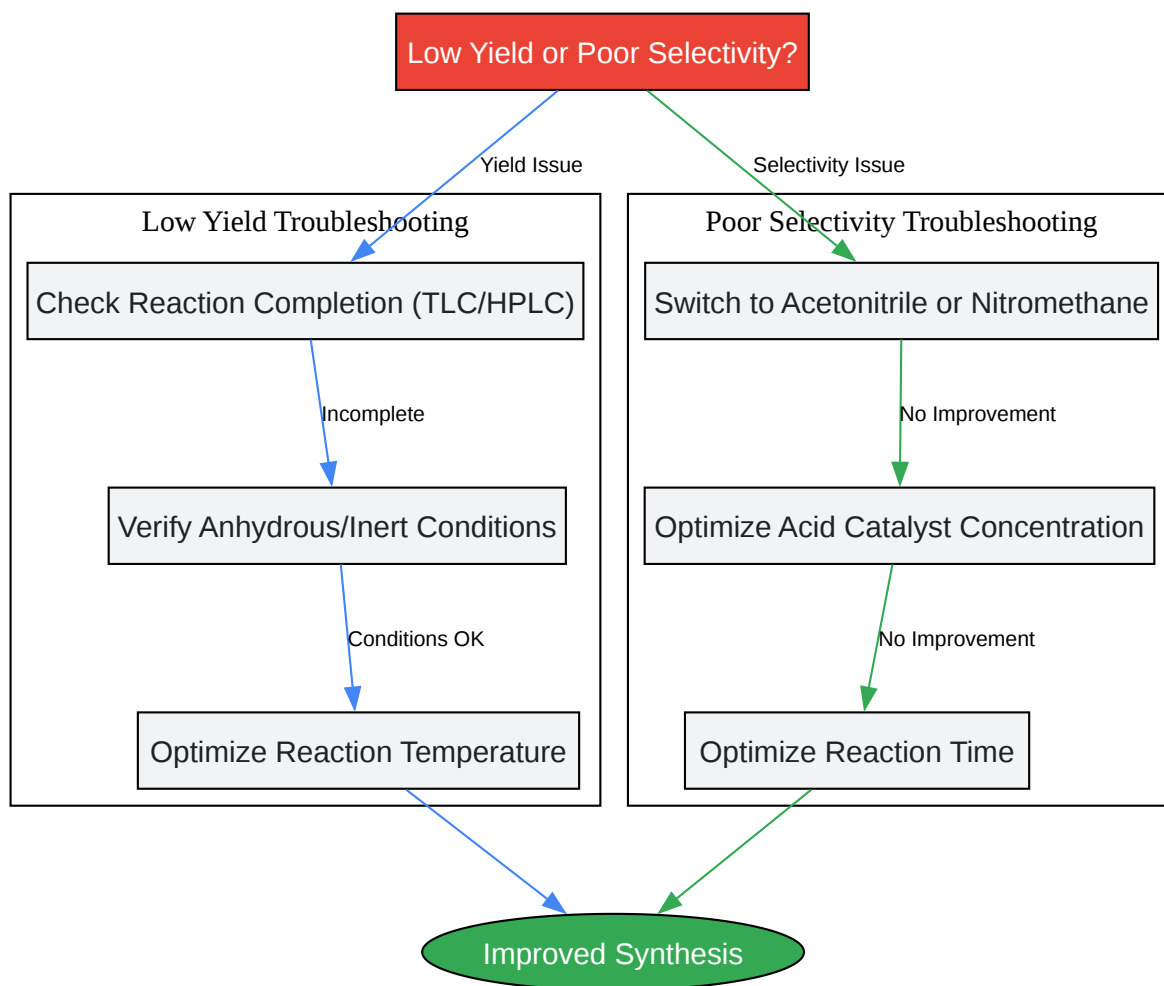 Low Yield or Poor Selectivity?
Yield Issue
Selectivity Issue
Low Yield Troubleshooting
Poor Selectivity Troubleshooting
Check Reaction Completion (TLC/HPLC)
Switch to Acetonitrile or Nitromethane
Incomplete
No Improvement
Verify Anhydrous/Inert Conditions
Optimize Acid Catalyst Concentration
Conditions OK
No Improvement
Optimize Reaction Temperature
Optimize Reaction Time
Improved Synthesis